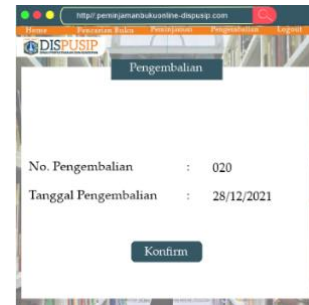 http// peminjamanbukuonline-dispusip.com
Home Pencarian Buku Peminjaman Pengembalian Logout
DISPUSIP
Pengembalian
No. Pengembalian : 020
Tanggal Pengembalian : 28/12/2021
Konfirm